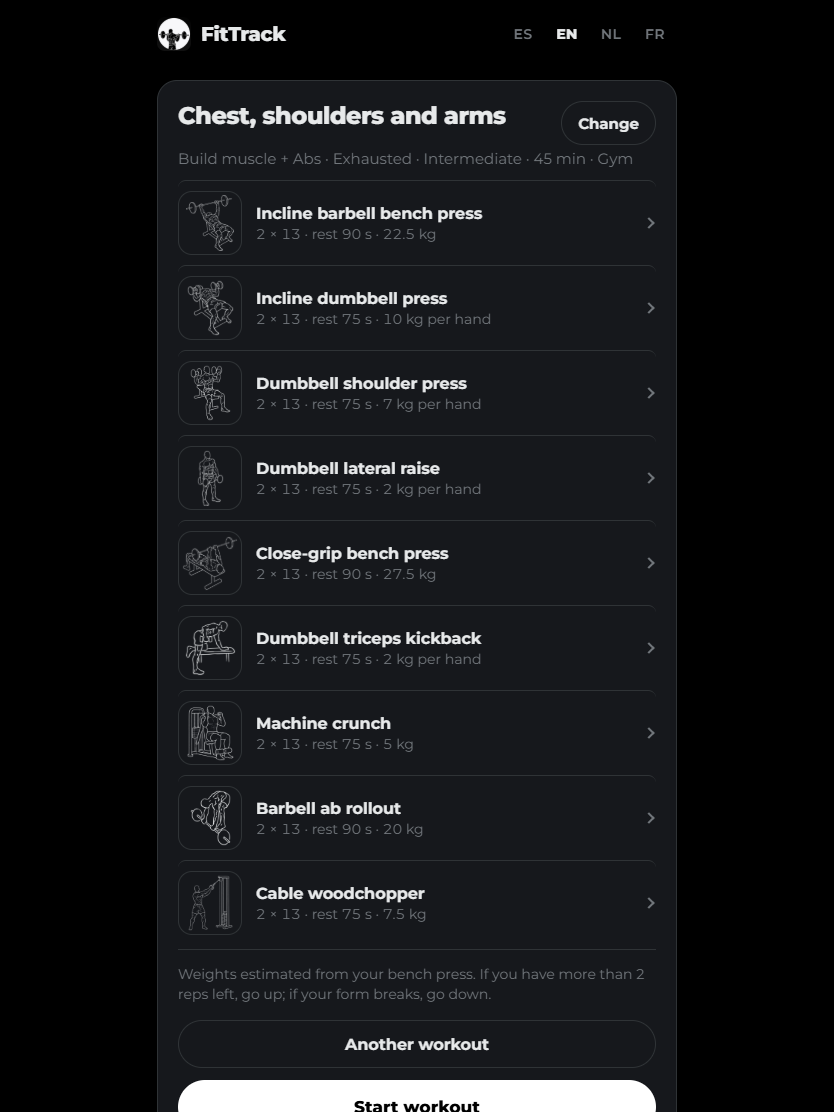 FitTrack
ES EN NL FR
Chest, shoulders and arms
Change
Build muscle + Abs · Exhausted · Intermediate · 45 min · Gym
Incline barbell bench press
2 × 13 · rest 90 s · 22.5 kg
Incline dumbbell press
2 × 13 · rest 75 s · 10 kg per hand
Dumbbell shoulder press
2 × 13 · rest 75 s · 7 kg per hand
Dumbbell lateral raise
2 × 13 · rest 75 s · 2 kg per hand
Close-grip bench press
2 × 13 · rest 90 s · 27.5 kg
Dumbbell triceps kickback
2 × 13 · rest 75 s · 2 kg per hand
Machine crunch
2 × 13 · rest 75 s · 5 kg
Barbell ab rollout
2 × 13 · rest 90 s · 20 kg
Cable woodchopper
2 × 13 · rest 75 s · 7.5 kg
Weights estimated from your bench press. If you have more than 2
reps left, go up; if your form breaks, go down.
Another workout
Start workout